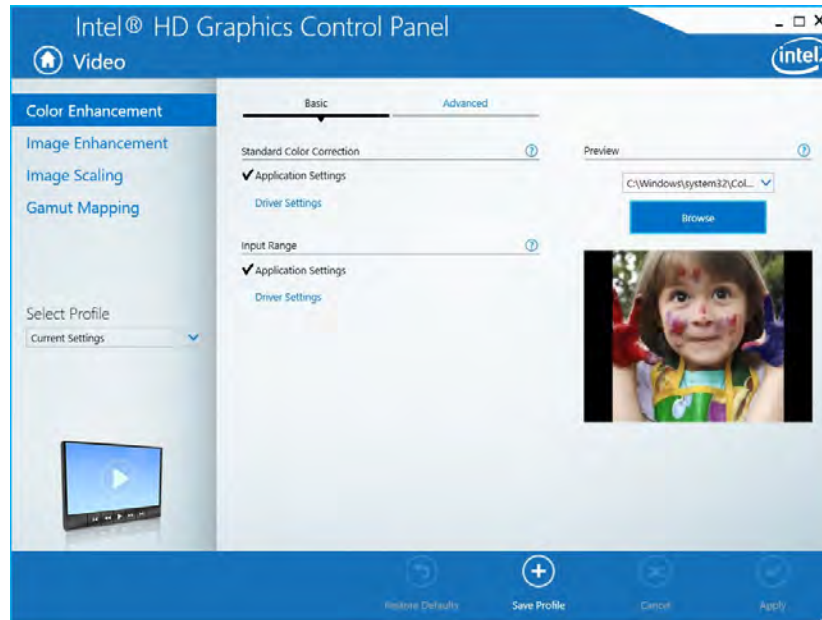 Intel® HD Graphics Control Panel
Video
intel
Color Enhancement
Image Enhancement
Image Scaling
Gamut Mapping
Select Profile
Current Settings
Basic
Advanced
Standard Color Correction
?
Application Settings
Driver Settings
Input Range
?
Application Settings
Driver Settings
Preview
?
C:\Windows\system32\Col...
Browse
Restore Defaults
Save Profile
Cancel
Apply